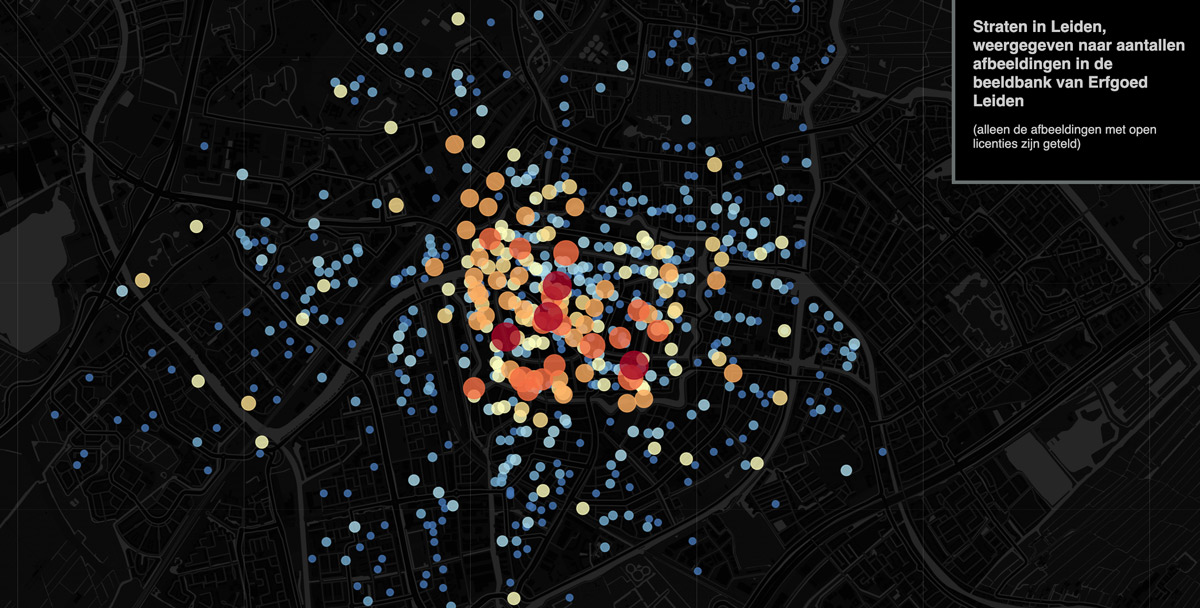 Straten in Leiden,
weergegeven naar aantallen
afbeeldingen in de
beeldbank van Erfgoed
Leiden
(alleen de afbeeldingen met open
licenties zijn geteld)